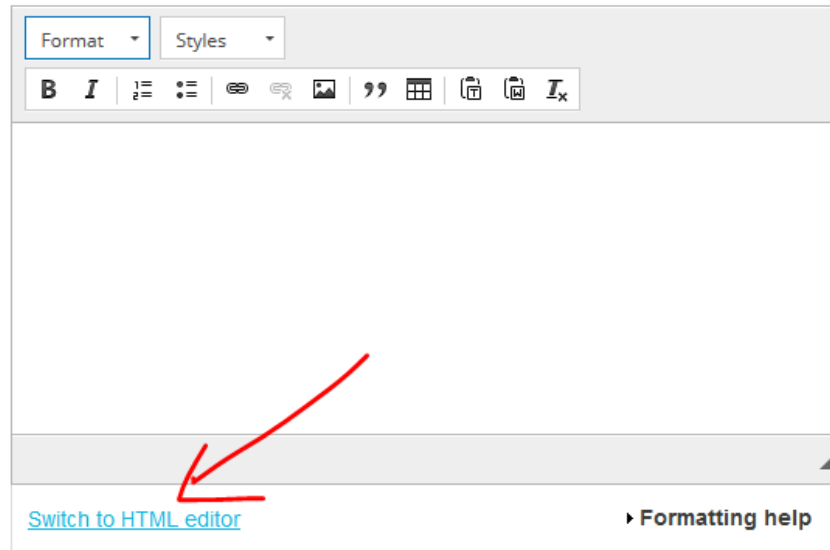 Format Styles
B I
Switch to HTML editor
Formatting help